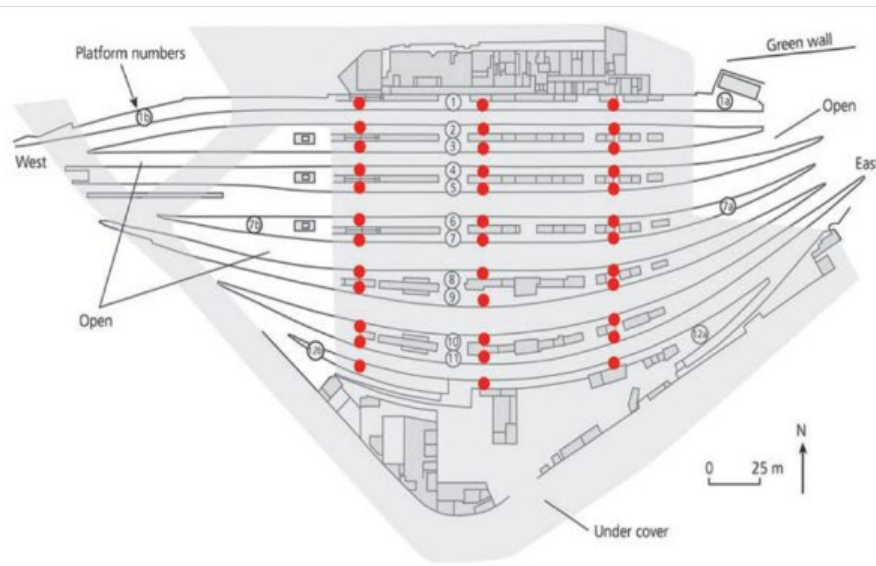 Platform numbers
Green wall
1b
1
1a
Open
2
3
West
4
East
5
6
7a
7b
7
8
Open
9
10
12a
11
12b
N
0 25 m
Under cover